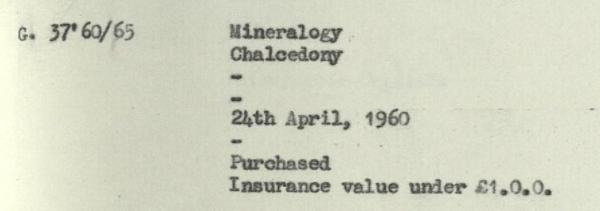 G. 37'60/65 Mineralogy
Chalcedony
-
-
24th April, 1960
-
Purchased
Insurance value under £1.0.0.